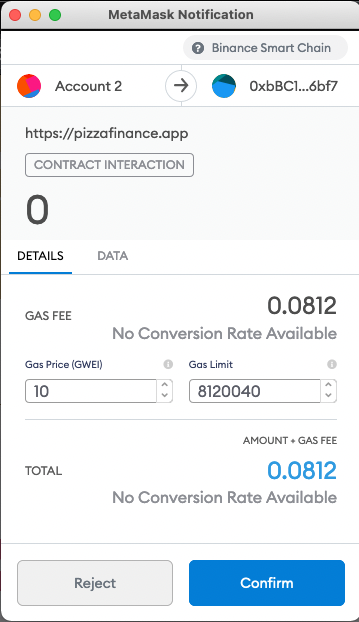 MetaMask Notification
Binance Smart Chain
Account 2
0xbBC1...6bf7
https://pizzafinance.app
CONTRACT INTERACTION
0
DETAILS DATA
GAS FEE
0.0812
No Conversion Rate Available
Gas Price (GWEI) Gas Limit
10 8120040
AMOUNT + GAS FEE
TOTAL
0.0812
No Conversion Rate Available
Reject Confirm